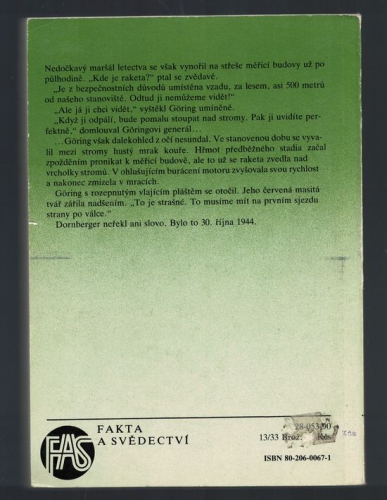 Nedočkavý maršál letectva se však vynořil na střeše měřicí budovy už po
půlhodině. „Kde je raketa?“ ptal se zvědavě.
„Je z bezpečnostních důvodů umístěna vzadu, za lesem, asi 500 metrů
od našeho stanoviště. Odtud ji nemůžeme vidět!“
„Ale já ji chci vidět,“ vyštěkl Göring umíněně.
„Když ji odpálí, bude pomalu stoupat nad stromy. Pak ji uvidíte per-
fektně,“ domlouval Göringovi generál...
...Göring však dalekohled z očí nesundal. Ve stanovenou dobu se vyva-
lil mezi stromy hustý mrak kouře. Hřmot předběžného stadia začal
zpožděním pronikat k měřicí budově, ale to už se raketa zvedla nad
vrcholky stromů. V ohlušujícím burácení motoru zvyšovala svou rychlost
a nakonec zmizela v mracích.
Göring s rozepnutým vlajícím pláštěm se otočil. Jeho červená masitá
tvář zářila nadšením. „To je strašné. To musíme mít na prvním sjezdu
strany po válce.“
Dornberger neřekl ani slovo. Bylo to 30. října 1944.
FAKTA
A SVĚDECTVÍ
FAS
28-053-90
13/33 Brož. Kčs
ISBN 80-206-0067-1